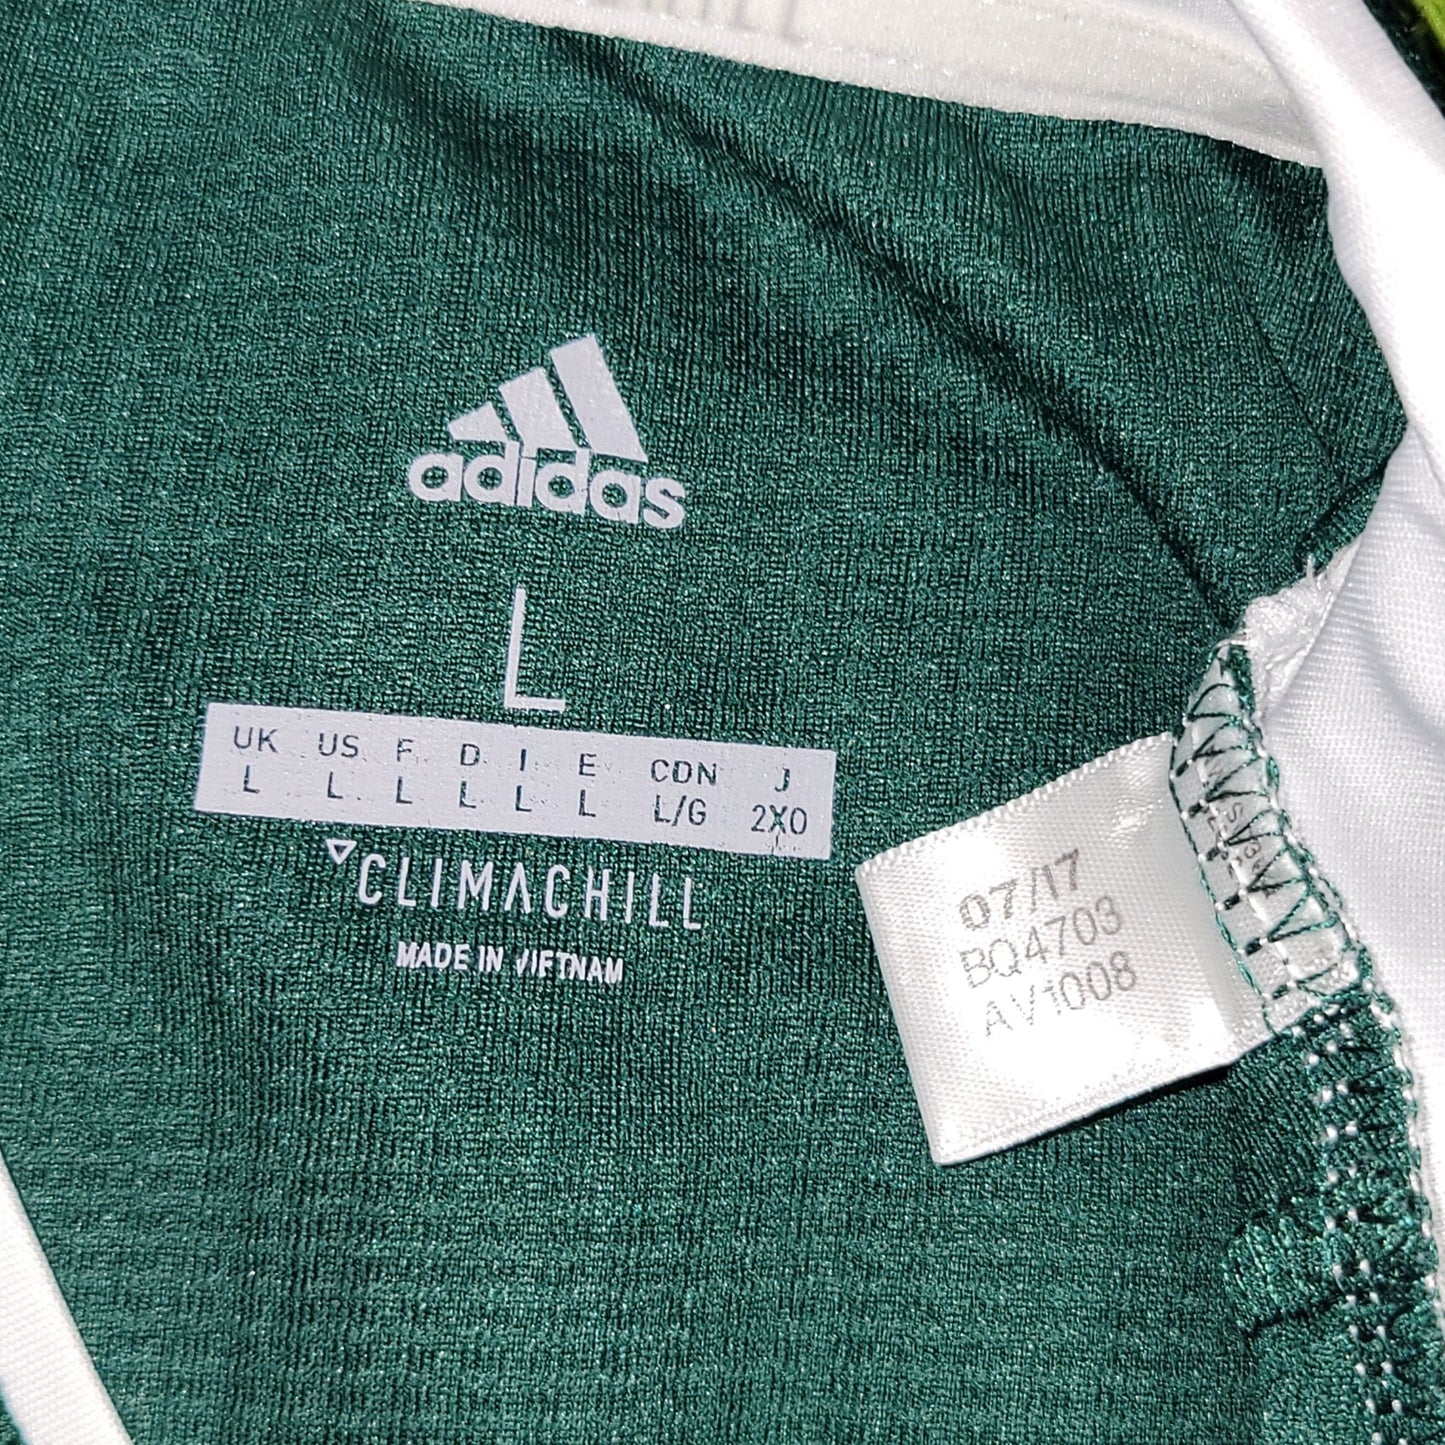 adidas
L
UK US F D I E CDN J
L L L L L L L/G 2XO
CLIMACHILL
MADE IN VIETNAM
07/17
BQ4703
AV1008